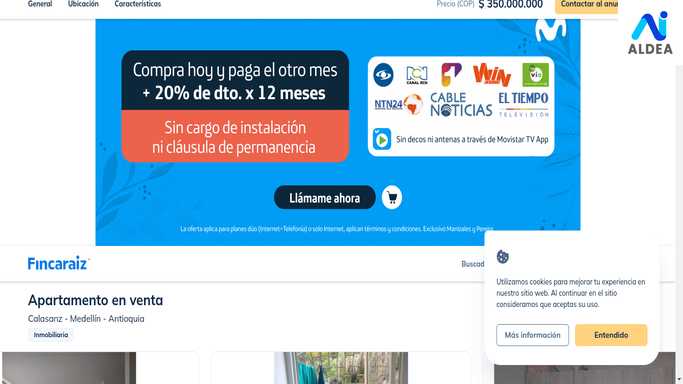 General
Ubicación
Características
Precio (COP)
$ 350.000.000
Contactar al anu
ALDEA
Compra hoy y paga el otro mes
+ 20% de dto. x 12 meses
Sin cargo de instalación
ni cláusula de permanencia
CANAL RCN
1
WIN
NTN24
CABLE
NOTICIAS
EL TIEMPO
TELEVISIÓN
Sin decos ni antenas a través de Movistar TV App
Llámame ahora
La oferta aplica para planes dúo (Internet+Telefonía) o solo Internet, aplican términos y condiciones. Exclusivo Manizales y Pereira
Fincaraiz
Buscad
Apartamento en venta
Calasanz - Medellín - Antioquia
Inmobiliaria
Utilizamos cookies para mejorar tu experiencia en
nuestro sitio web. Al continuar en el sitio
consideramos que aceptas su uso.
Más información
Entendido